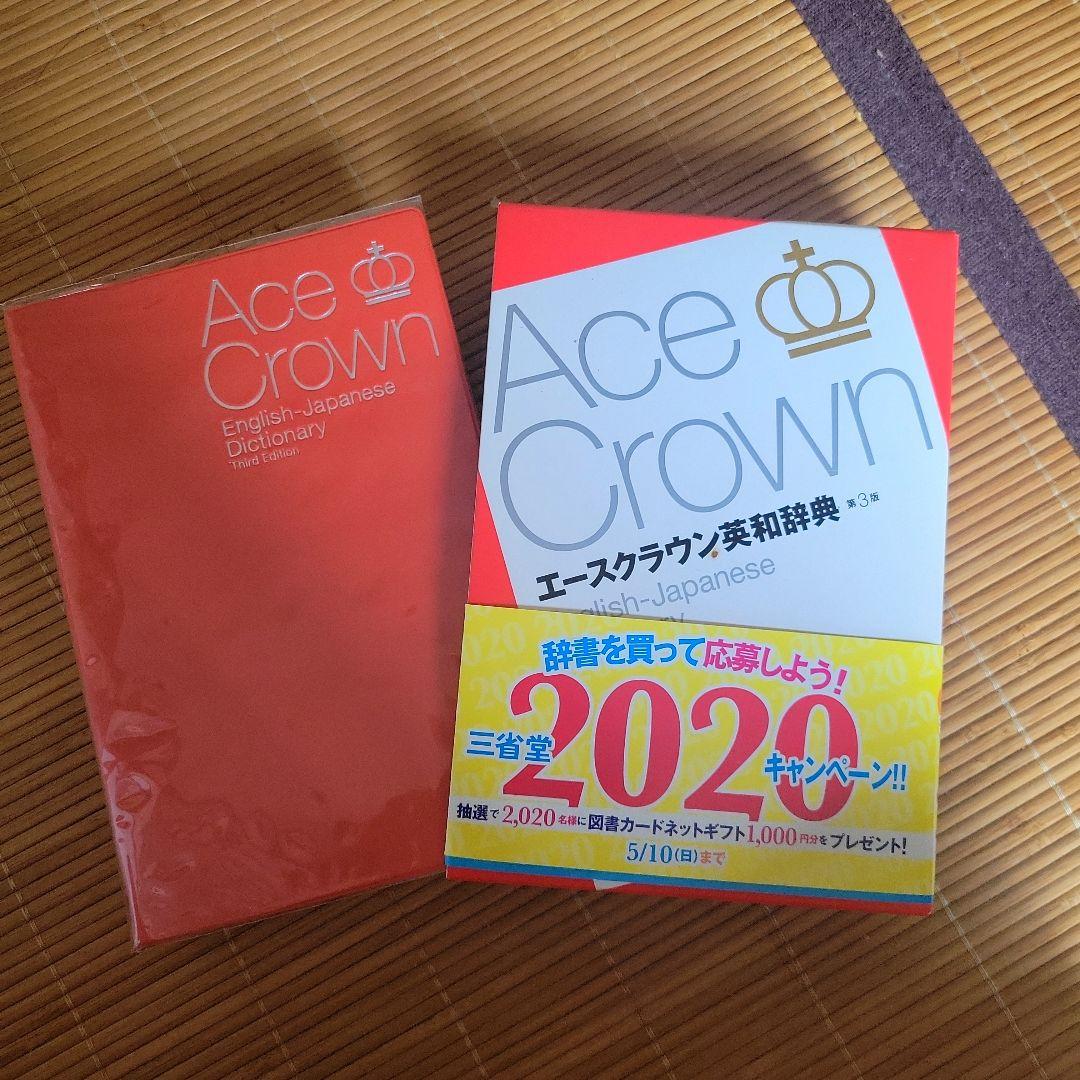 Ace
Crown
English-Japanese
Dictionary
Third Edition
Ace
Crown
エースクラウン英和辞典 第3版
English-Japanese
辞書を買って応募しよう!
三省堂2020キャンペーン!!
抽選で2,020名様に図書カードネットギフト1,000円分をプレゼント!
5/10(日)まで